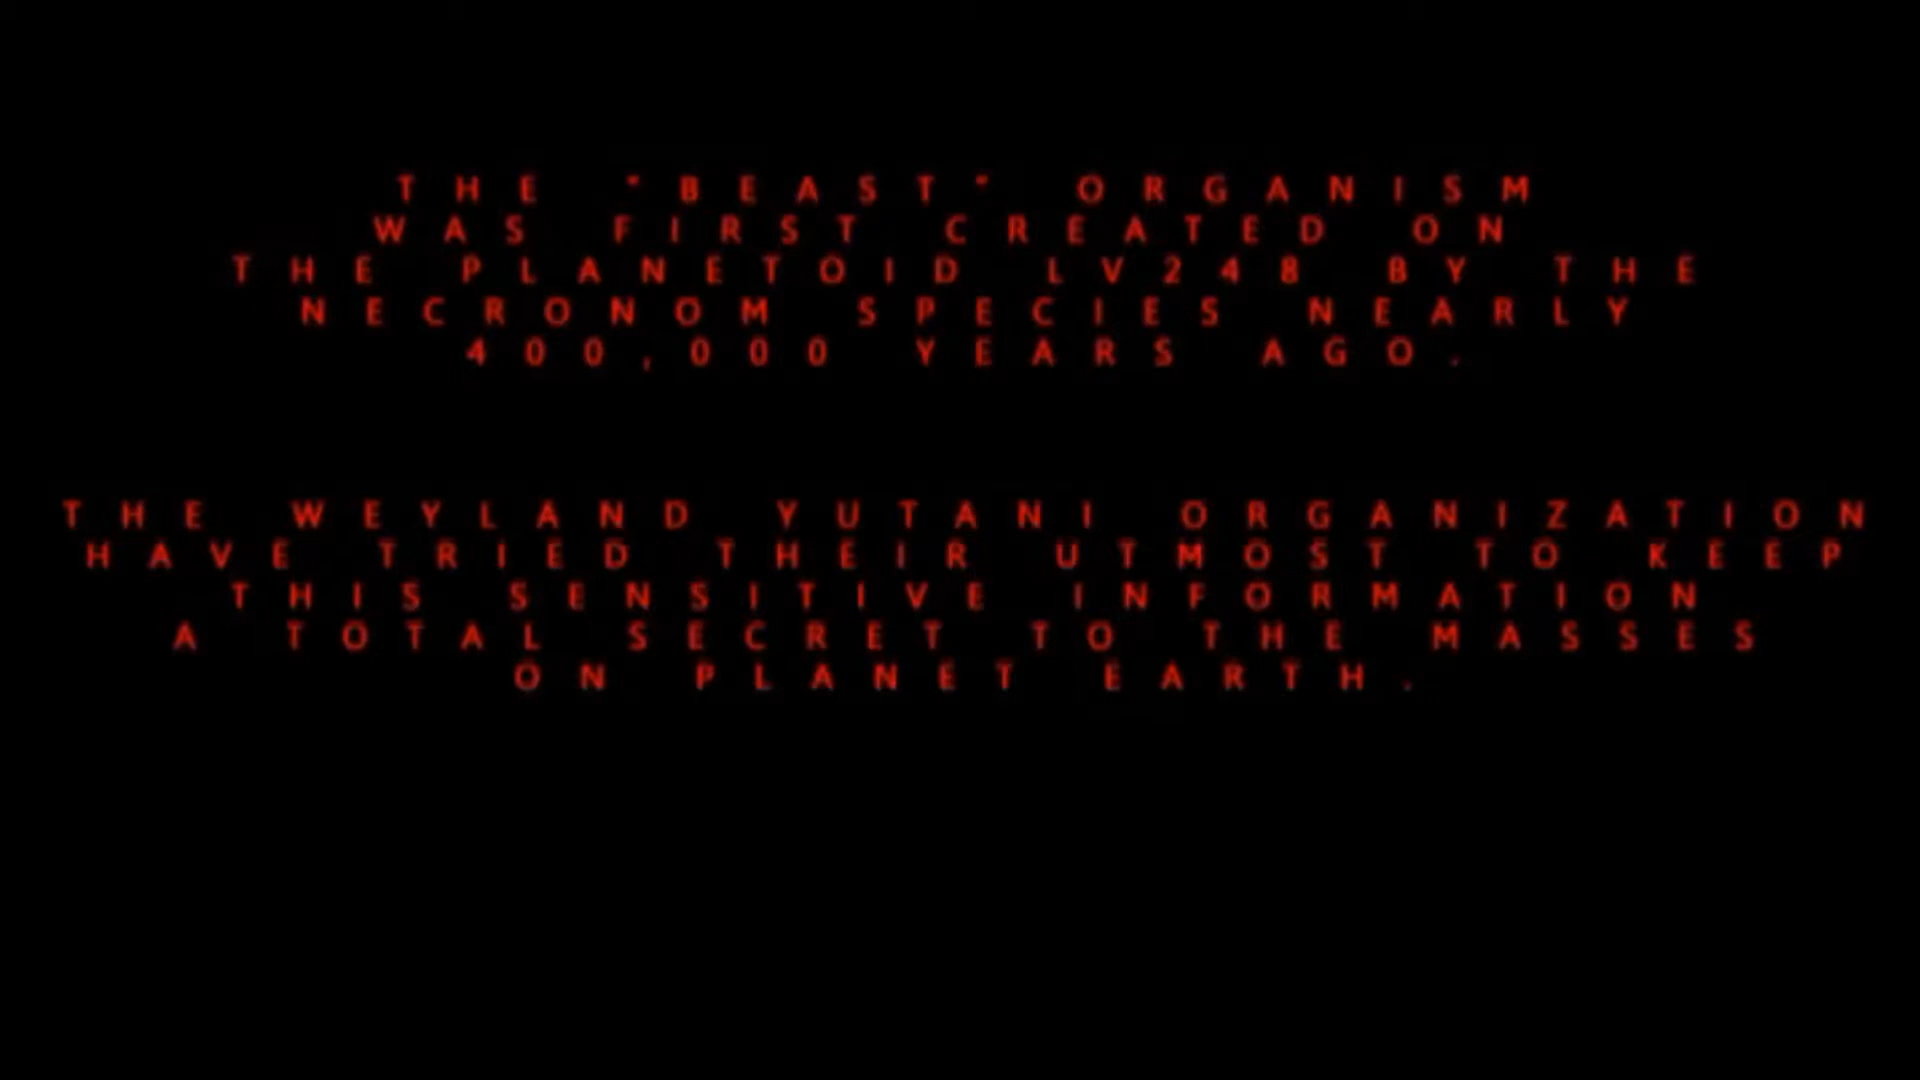 THE "BEAST" ORGANISM
WAS FIRST CREATED ON
THE PLANETOID LV248 BY THE
NECRONOM SPECIES NEARLY
400,000 YEARS AGO.
THE WEYLAND YUTANI ORGANIZATION
HAVE TRIED THEIR UTMOST TO KEEP
THIS SENSITIVE INFORMATION
A TOTAL SECRET TO THE MASSES
ON PLANET EARTH.